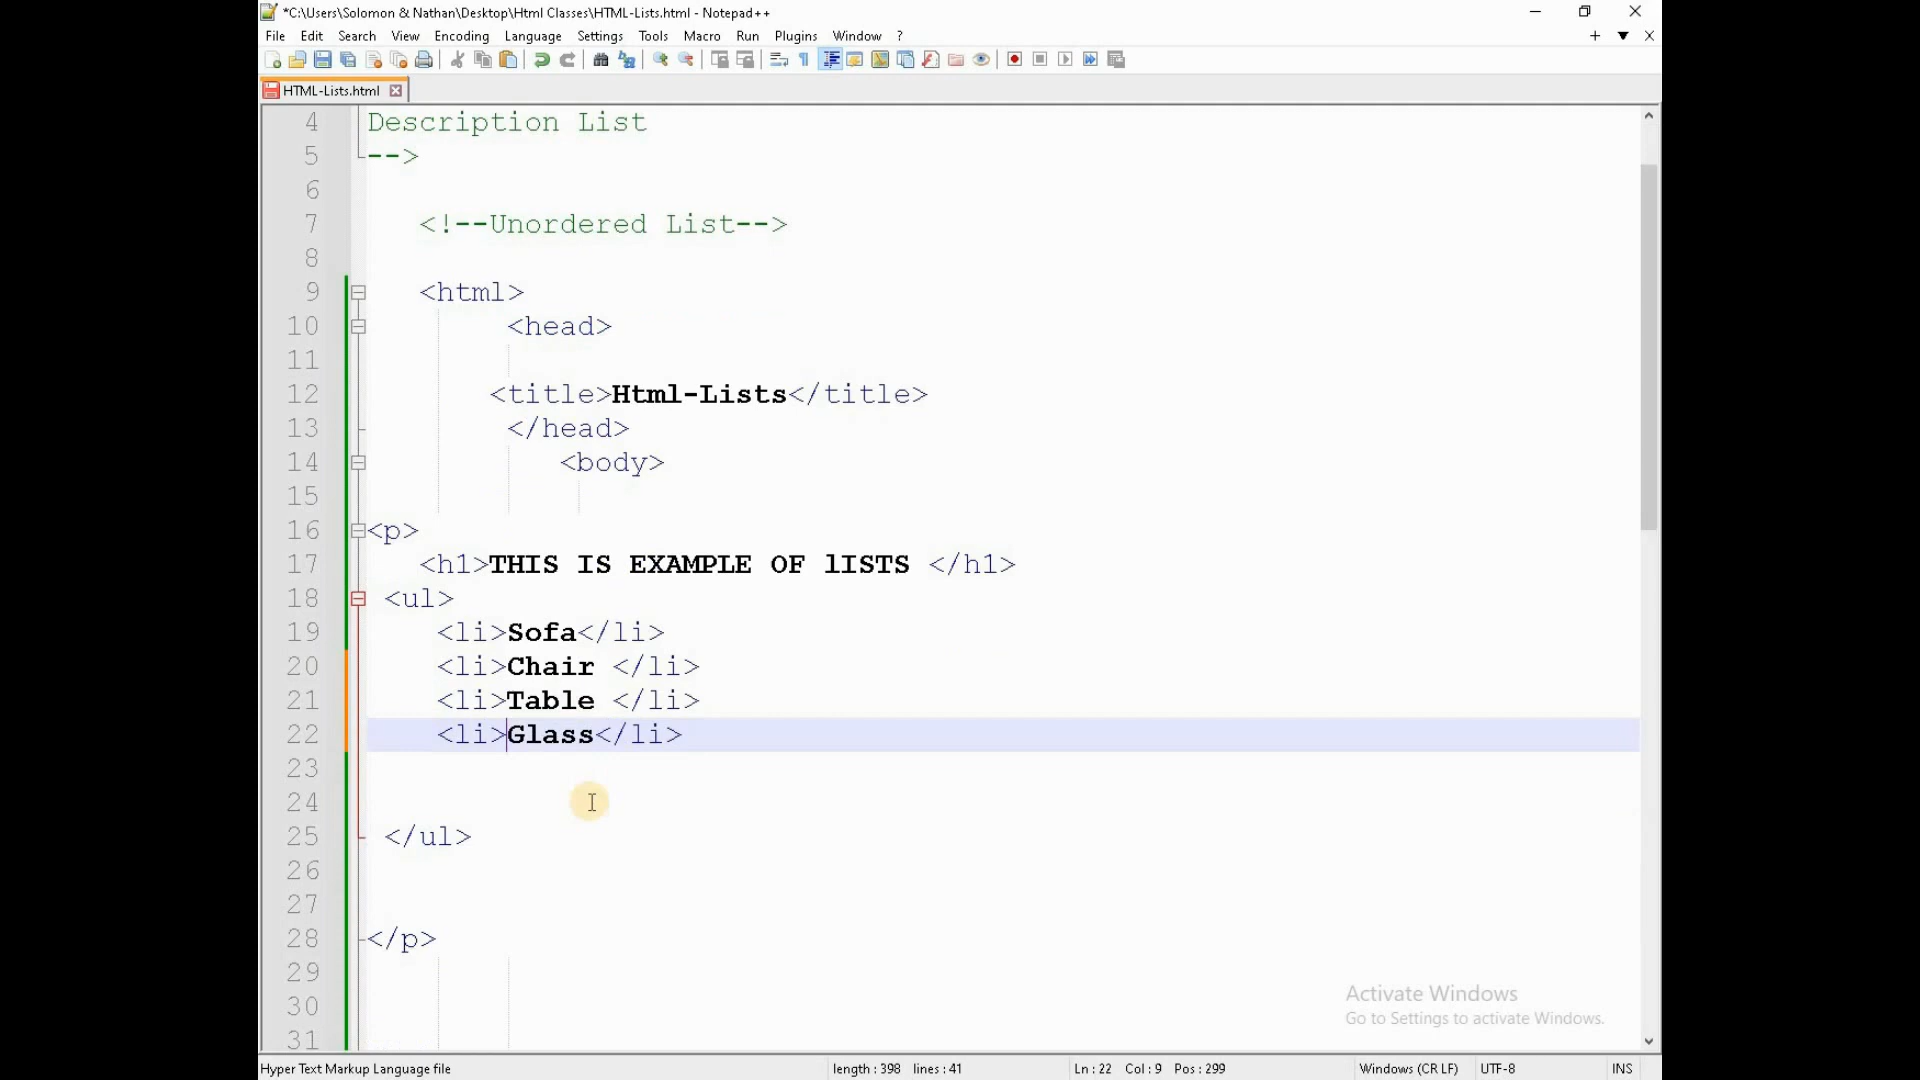 *C:\Users\Solomon & Nathan\Desktop\Html Classes\HTML-Lists.html - Notepad++
File Edit Search View Encoding Language Settings Tools Macro Run Plugins Window ?
HTML-Lists.html
4 Description List
5 -->
6
7 <!--Unordered List-->
8
9 <html>
10 <head>
11
12 <title>Html-Lists</title>
13 </head>
14 <body>
15
16 <p>
17 <h1>THIS IS EXAMPLE OF lISTS </h1>
18 <ul>
19 <li>Sofa</li>
20 <li>Chair </li>
21 <li>Table </li>
22 <li>Glass</li>
23
24
25 </ul>
26
27
28 </p>
29
30
31
Activate Windows
Go to Settings to activate Windows.
Hyper Text Markup Language file length : 398 lines : 41 Ln : 22 Col : 9 Pos : 299 Windows (CR LF) UTF-8 INS